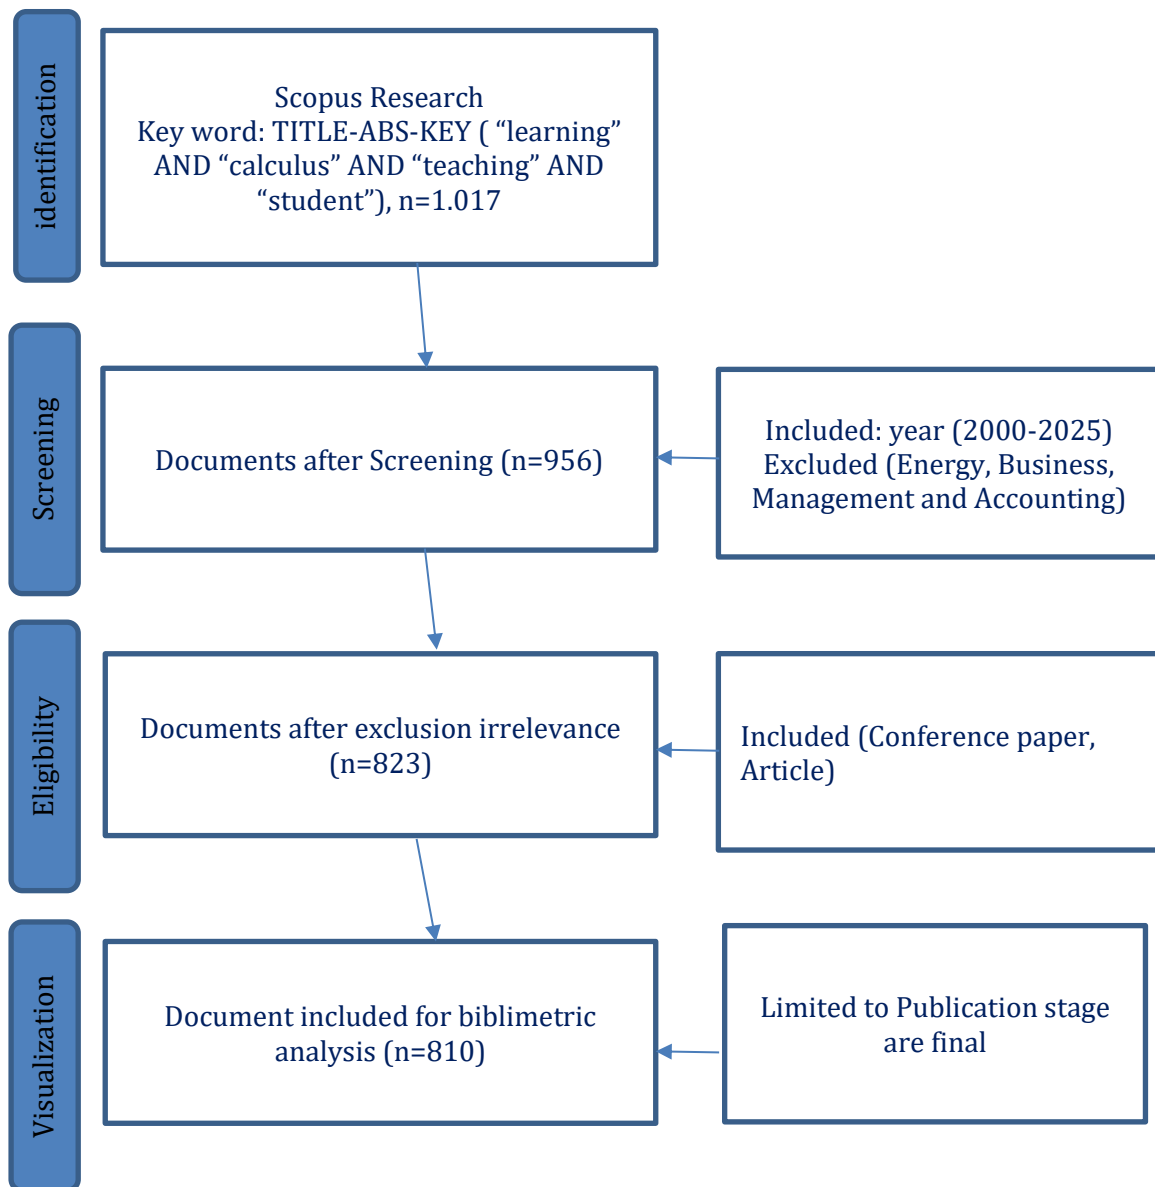 identification
Scopus Research
Key word: TITLE-ABS-KEY ( “learning”
AND “calculus” AND “teaching” AND
“student”), n=1.017
Screening
Documents after Screening (n=956)
Included: year (2000-2025)
Excluded (Energy, Business,
Management and Accounting)
Eligibility
Documents after exclusion irrelevance
(n=823)
Included (Conference paper,
Article)
Visualization
Document included for biblimetric
analysis (n=810)
Limited to Publication stage
are final